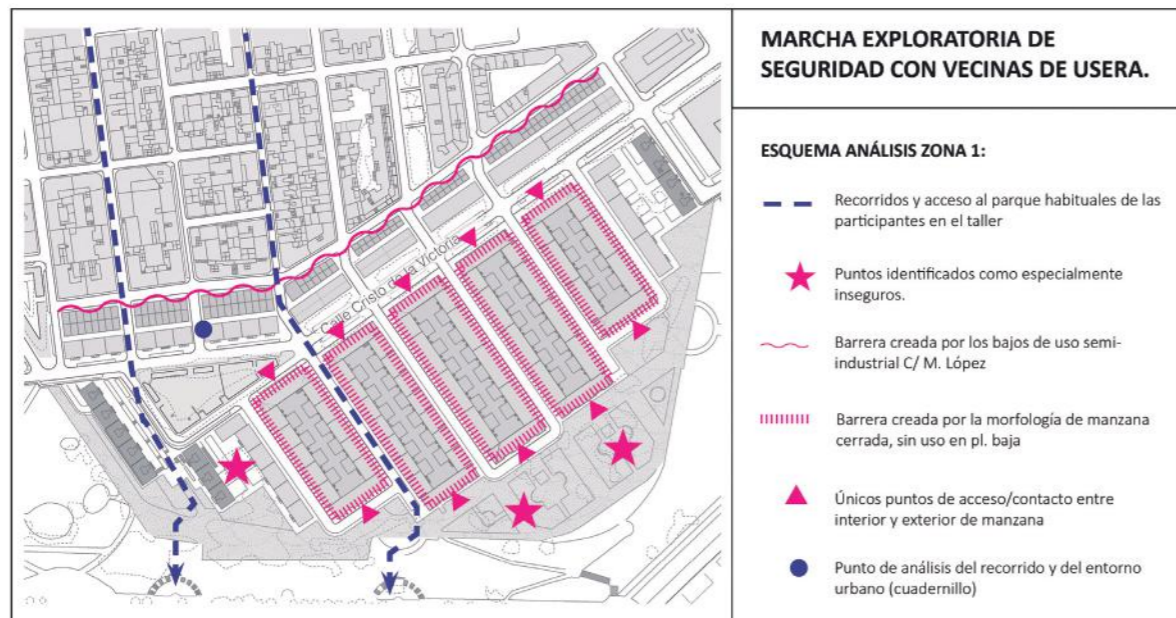 MARCHA EXPLORATORIA DE
SEGURIDAD CON VECINAS DE USERA.
ESQUEMA ANÁLISIS ZONA 1:
Recorridos y acceso al parque habituales de las
participantes en el taller
Puntos identificados como especialmente
inseguros.
Barrera creada por los bajos de uso semi-
industrial C/ M. López
Barrera creada por la morfología de manzana
cerrada, sin uso en pl. baja
Únicos puntos de acceso/contacto entre
interior y exterior de manzana
Punto de análisis del recorrido y del entorno
urbano (cuadernillo)
Calle Cristo de la Victoria